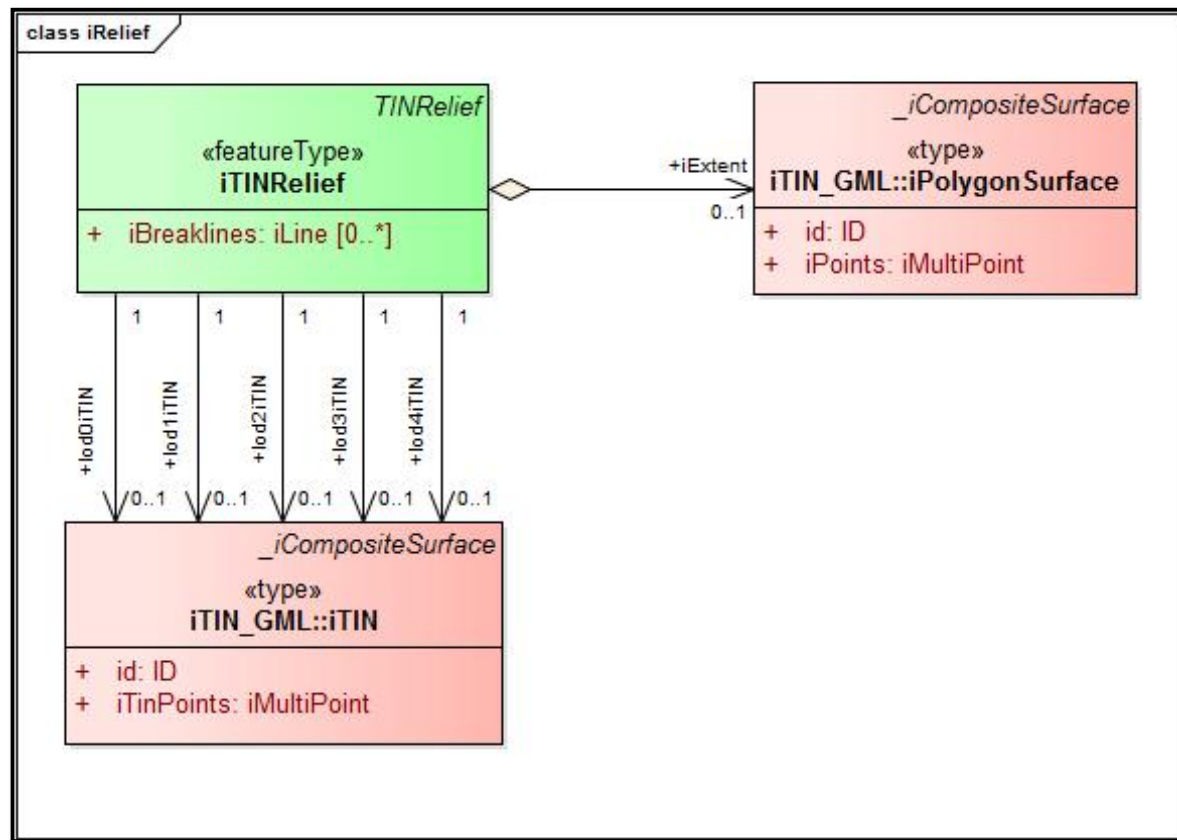 class iRelief
TINRelief
«featureType»
iTINRelief
+ iBreaklines: iLine [0..*]
_iCompositeSurface
«type»
iTIN_GML::iPolygonSurface
+ id: ID
+ iPoints: iMultiPoint
+iExtent
0..1
1
1
1
1
1
+lod0iTIN
+lod1iTIN
+lod2iTIN
+lod3iTIN
+lod4iTIN
0..1
0..1
0..1
0..1
0..1
_iCompositeSurface
«type»
iTIN_GML::iTIN
+ id: ID
+ iTinPoints: iMultiPoint